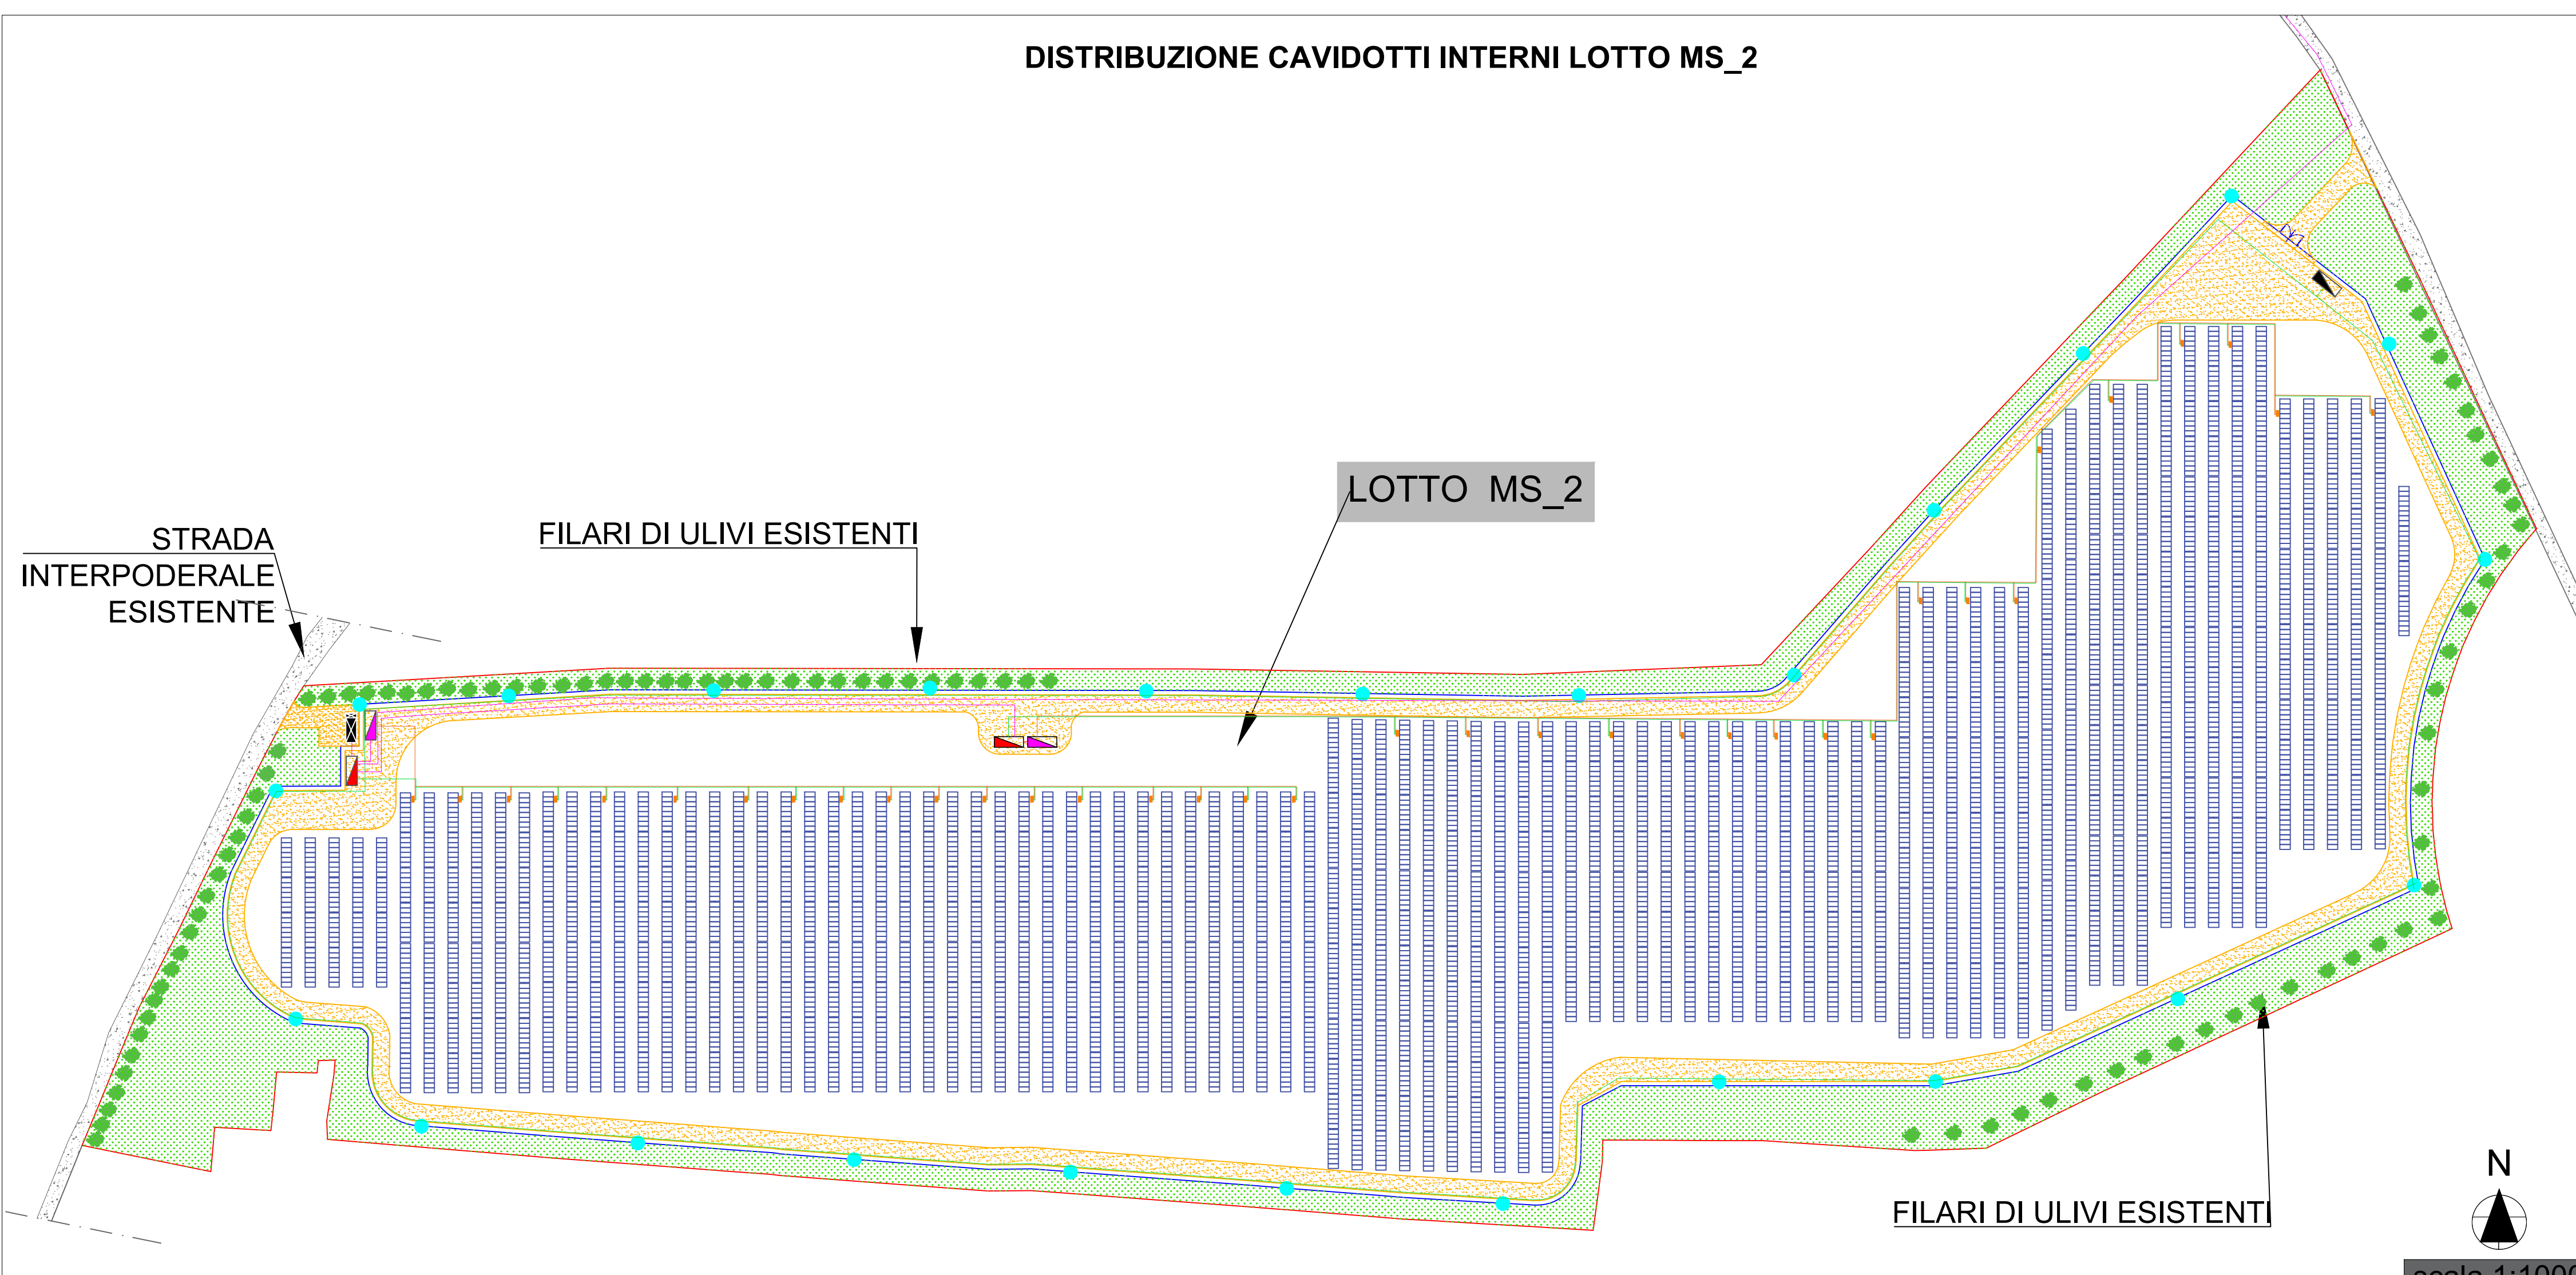 DISTRIBUZIONE CAVIDOTTI INTERNI LOTTO MS_2
LOTTO MS_2
STRADA
INTERPODERALE
ESISTENTE
FILARI DI ULIVI ESISTENTI
FILARI DI ULIVI ESISTENTI
N